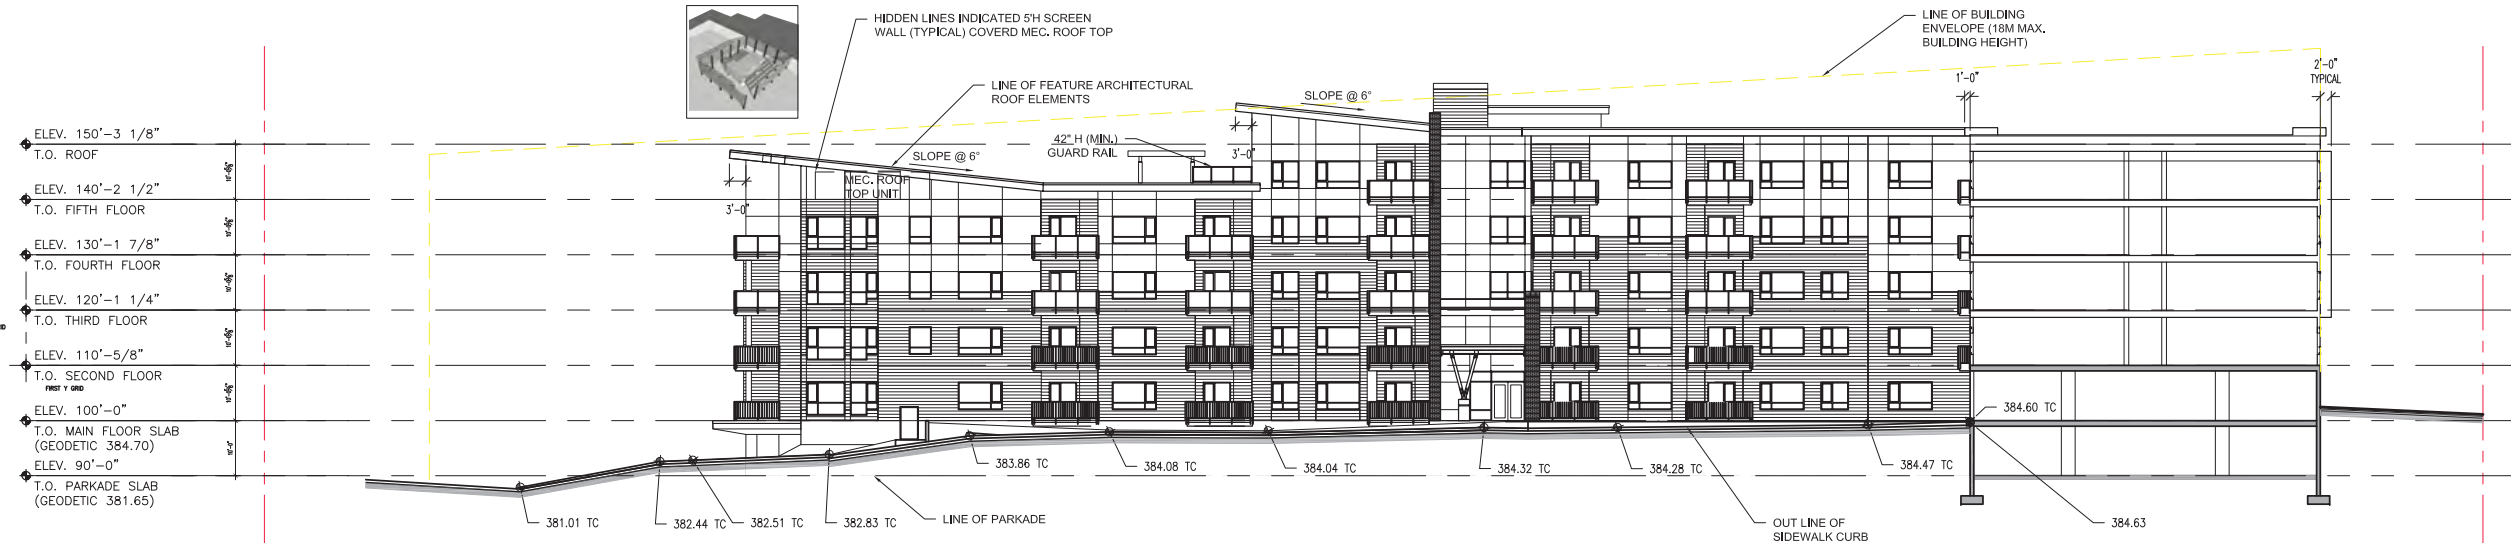 HIDDEN LINES INDICATED 5'H SCREEN
WALL (TYPICAL) COVERD MEC. ROOF TOP
LINE OF BUILDING
ENVELOPE (18M MAX.
BUILDING HEIGHT)
LINE OF FEATURE ARCHITECTURAL
ROOF ELEMENTS
SLOPE @ 6°
1'-0"
2'-0"
TYPICAL
42" H (MIN.)
GUARD RAIL
3'-0"
SLOPE @ 6°
MEC. ROOF
TOP UNIT
3'-0"
ELEV. 150'-3 1/8"
T.O. ROOF
ELEV. 140'-2 1/2"
T.O. FIFTH FLOOR
ELEV. 130'-1 7/8"
T.O. FOURTH FLOOR
ELEV. 120'-1 1/4"
T.O. THIRD FLOOR
ELEV. 110'-5/8"
T.O. SECOND FLOOR
FIRST Y GRID
ELEV. 100'-0"
T.O. MAIN FLOOR SLAB
(GEODETIC 384.70)
ELEV. 90'-0"
T.O. PARKADE SLAB
(GEODETIC 381.65)
10'-0"
381.01 TC
382.44 TC
382.51 TC
382.83 TC
383.86 TC
384.08 TC
384.04 TC
384.32 TC
384.28 TC
384.47 TC
384.60 TC
384.63
LINE OF PARKADE
OUT LINE OF
SIDEWALK CURB